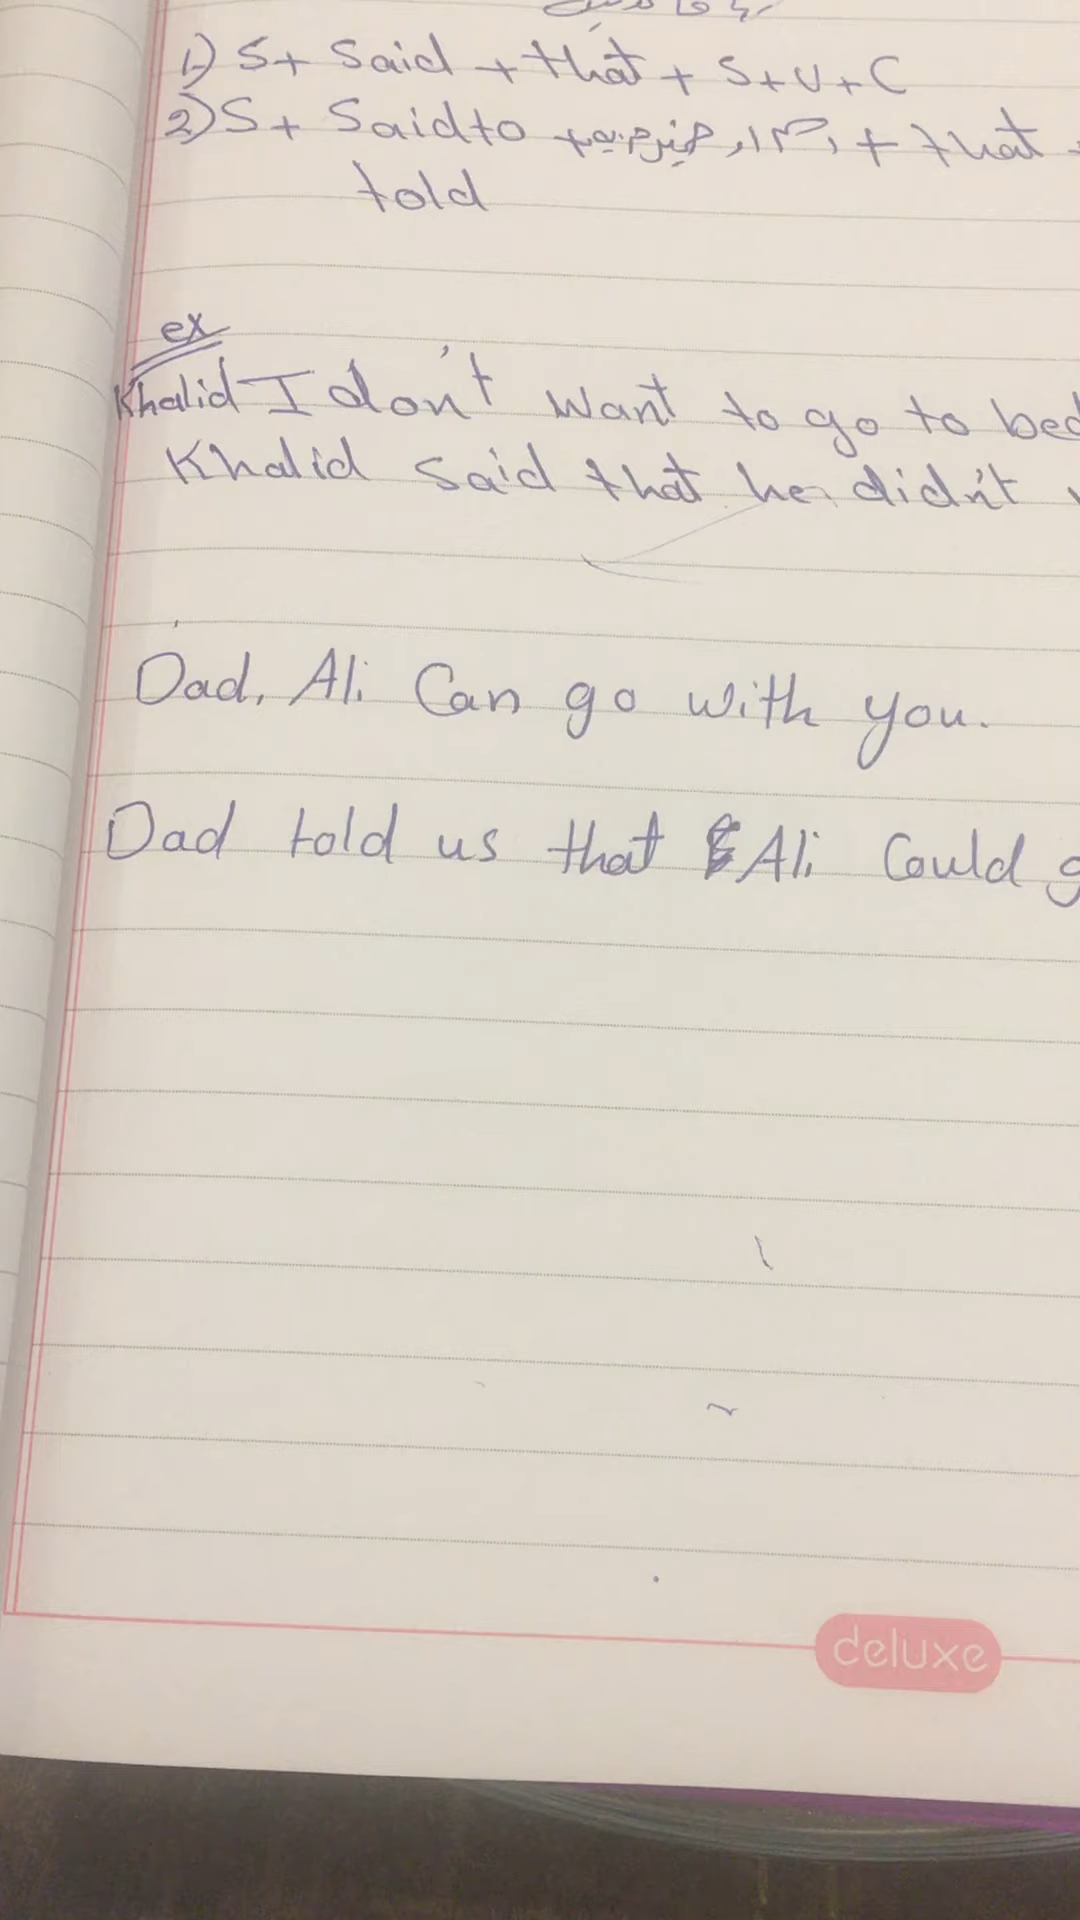 1) S + Said + that + S + V + C
2) S + Said to + اسم او ضمير + that
told
ex
Khalid I don't want to go to bed
Khalid said that he didn't
Dad, Ali Can go with you.
Dad told us that Ali Could g
deluxe